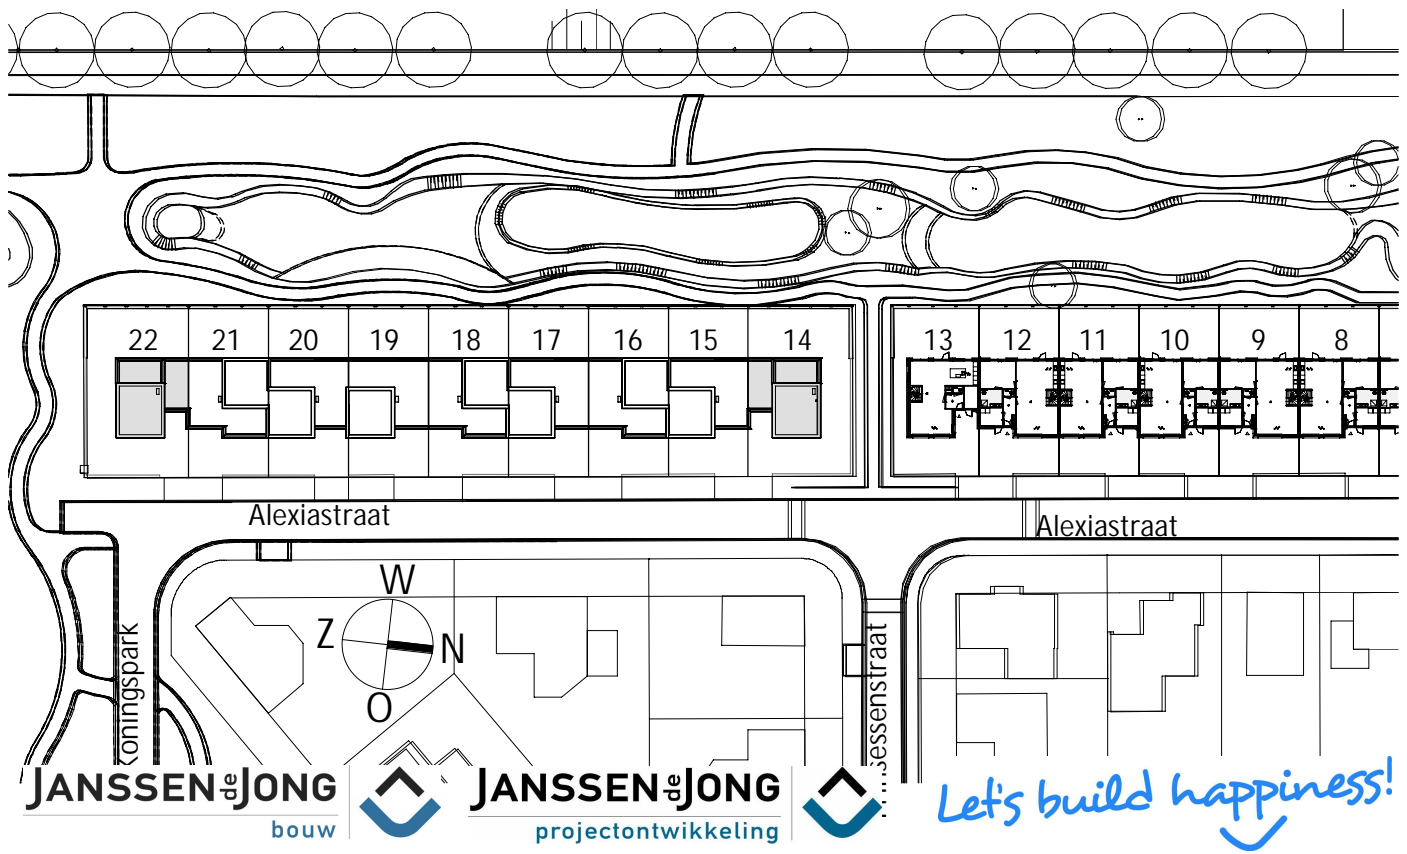 22 21 20 19 18 17 16 15 14 13 12 11 10 9 8
Alexiastraat
Alexiastraat
W
Z
N
O
Koningspark
JANSSEN de JONG
bouw
JANSSEN de JONG
projectontwikkeling
Let's build happiness!